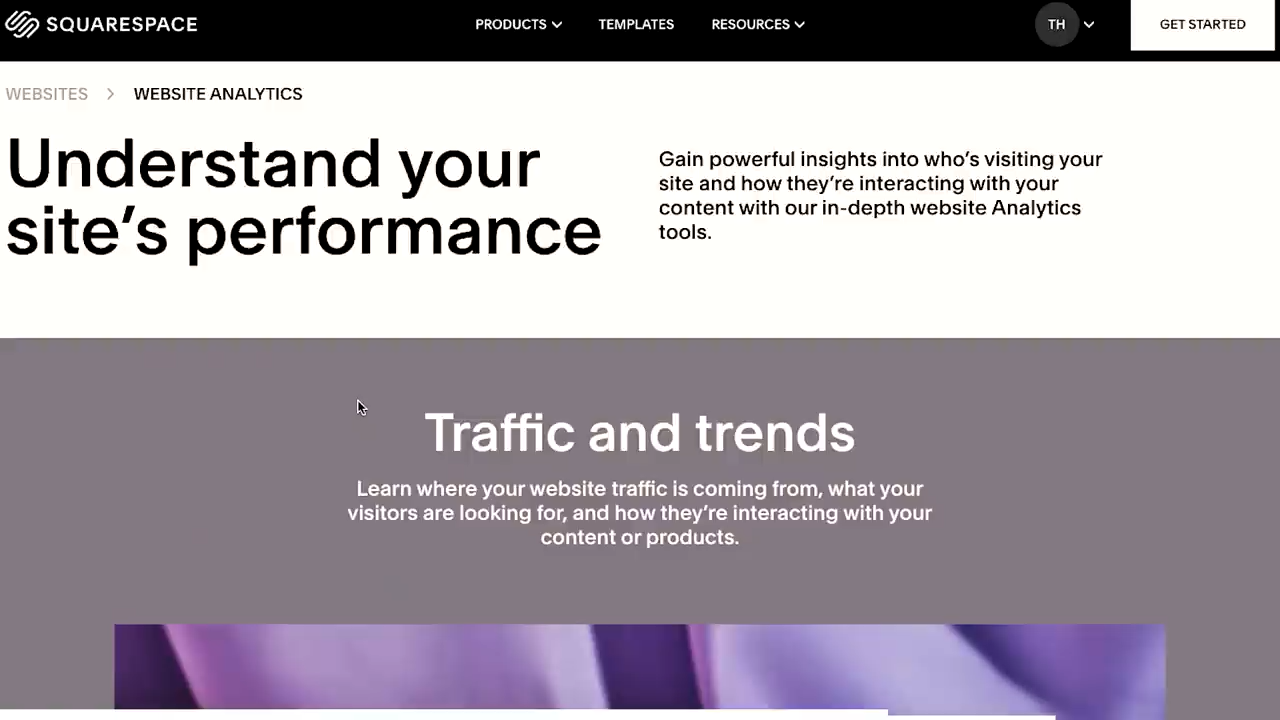 SQUARESPACE
PRODUCTS
TEMPLATES
RESOURCES
TH
GET STARTED
WEBSITES
WEBSITE ANALYTICS
Understand your
site’s performance
Gain powerful insights into who’s visiting your
site and how they’re interacting with your
content with our in-depth website Analytics
tools.
Traffic and trends
Learn where your website traffic is coming from, what your
visitors are looking for, and how they’re interacting with your
content or products.